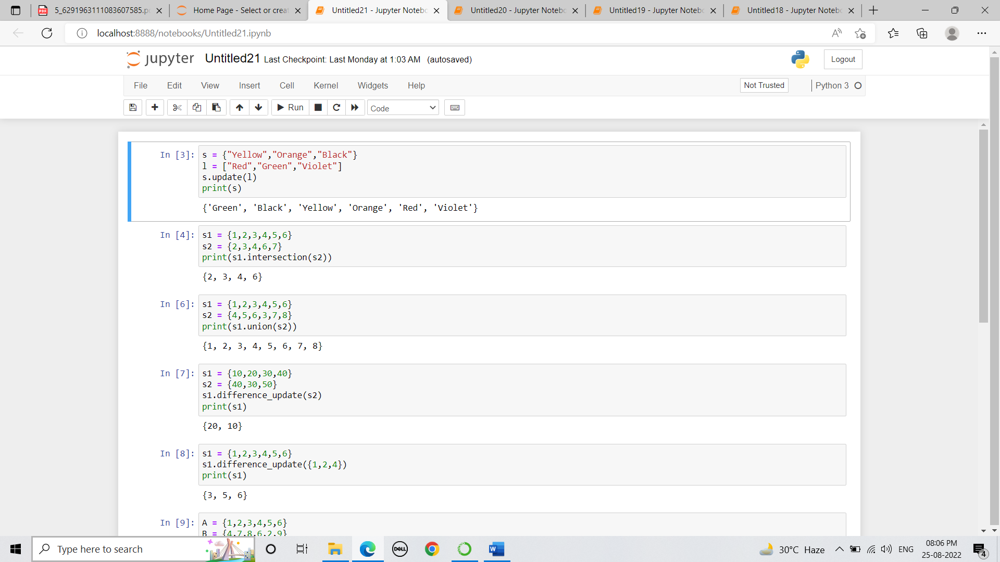 5_6291963111083607585.p
Home Page - Select or creat
Untitled21 - Jupyter Notebo
Untitled20 - Jupyter Notebo
Untitled19 - Jupyter Notebo
Untitled18 - Jupyter Notebo
localhost:8888/notebooks/Untitled21.ipynb
jupyter Untitled21 Last Checkpoint: Last Monday at 1:03 AM (autosaved)
Logout
File Edit View Insert Cell Kernel Widgets Help
Not Trusted
Python 3
Run
Code
In [3]: s = {"Yellow","Orange","Black"}
l = ["Red","Green","Violet"]
s.update(l)
print(s)
{'Green', 'Black', 'Yellow', 'Orange', 'Red', 'Violet'}
In [4]: s1 = {1,2,3,4,5,6}
s2 = {2,3,4,6,7}
print(s1.intersection(s2))
{2, 3, 4, 6}
In [6]: s1 = {1,2,3,4,5,6}
s2 = {4,5,6,3,7,8}
print(s1.union(s2))
{1, 2, 3, 4, 5, 6, 7, 8}
In [7]: s1 = {10,20,30,40}
s2 = {40,30,50}
s1.difference_update(s2)
print(s1)
{20, 10}
In [8]: s1 = {1,2,3,4,5,6}
s1.difference_update({1,2,4})
print(s1)
{3, 5, 6}
In [9]: A = {1,2,3,4,5,6}
B = {4,7,8,6,2,9}
Type here to search
DELL
30°C Haze
ENG
08:06 PM
25-08-2022
4